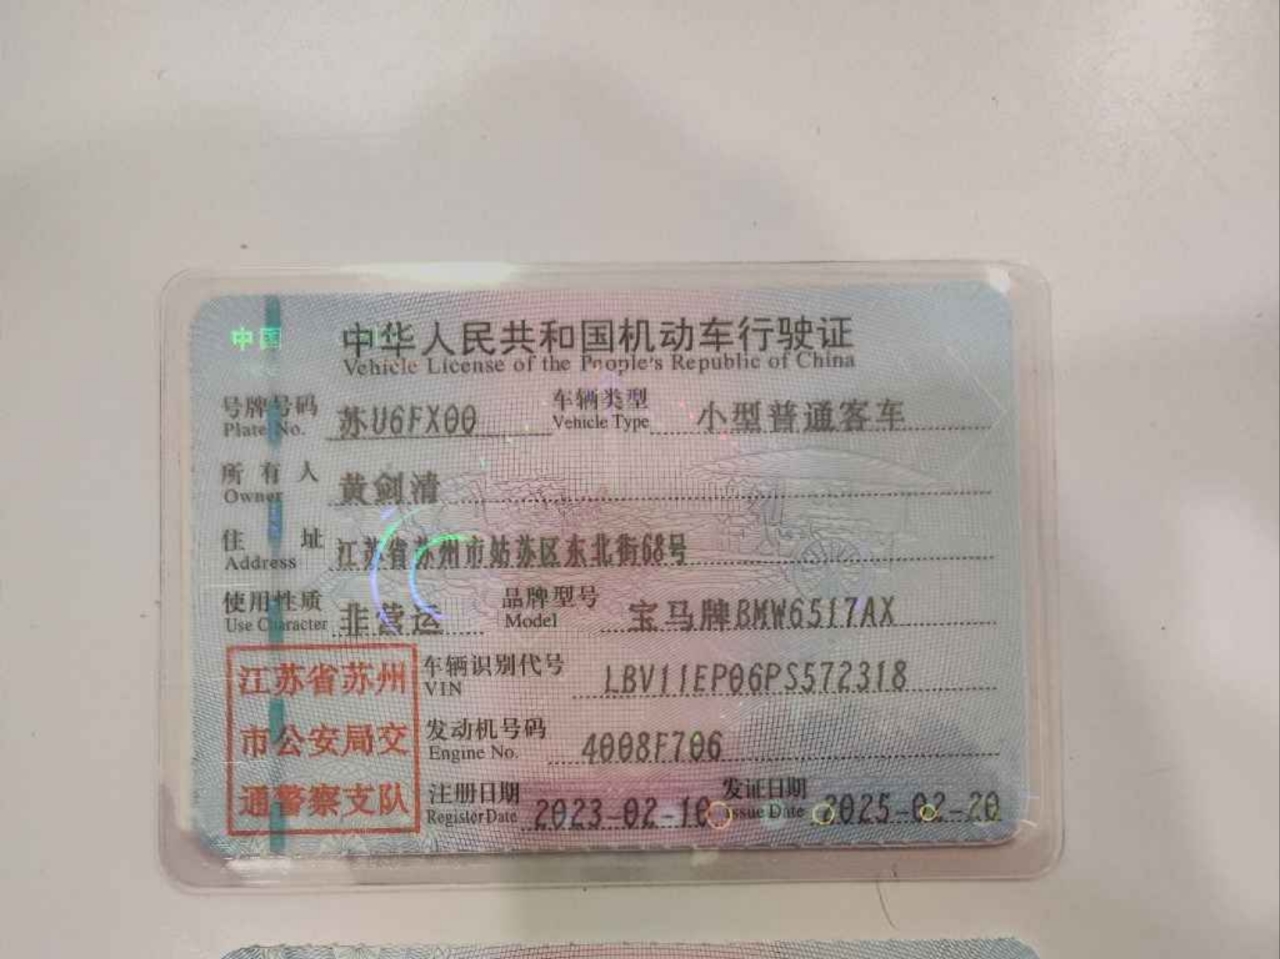 中国
中华人民共和国机动车行驶证
Vehicle License of the People's Republic of China
号牌号码 苏U6FX00 车辆类型 小型普通客车
Plate No. Vehicle Type
所有人 黄剑清
Owner
住址 江苏省苏州市姑苏区东北街68号
Address
使用性质 非营运 品牌型号 宝马牌BMW6517AX
Use Character Model
江苏省苏州
市公安局交
通警察支队
车辆识别代号 LBV11EP06PS572318
VIN
发动机号码 4008F706
Engine No.
注册日期 2023-02-10 发证日期 2025-02-20
Register Date Issue Date